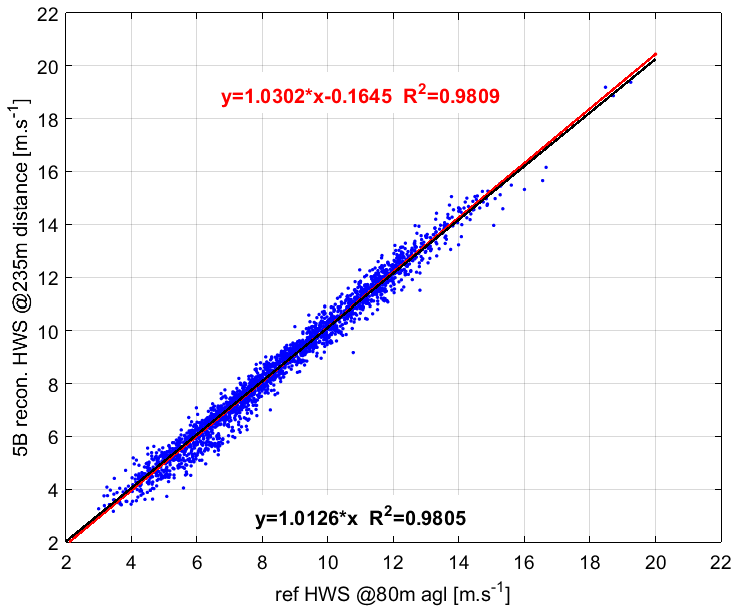 22
20
18
16
14
12
10
8
6
4
2
5B recon. HWS @235m distance [m.s⁻¹]
y=1.0302*x-0.1645 R²=0.9809
y=1.0126*x R²=0.9805
2 4 6 8 10 12 14 16 18 20 22
ref HWS @80m agl [m.s⁻¹]